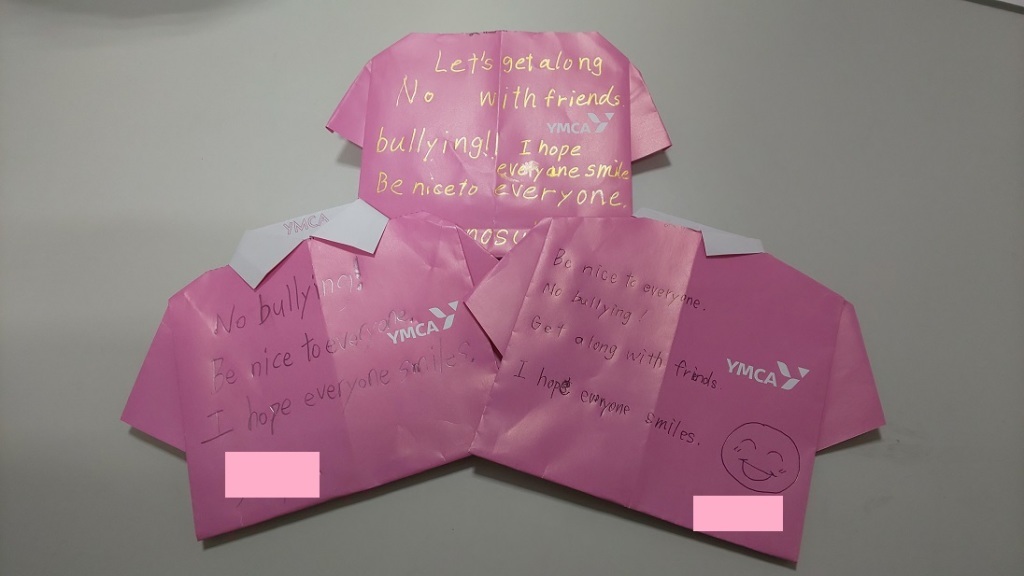 Let's get along
No with friends
YMCA
bullying!! I hope
everyone smile
Be nice to everyone.
YMCA
No bullying!
Be nice to everyone.
YMCA
I hope everyone smiles.
Be nice to everyone.
No bullying!
Get along with friends.
YMCA
I hope everyone smiles.